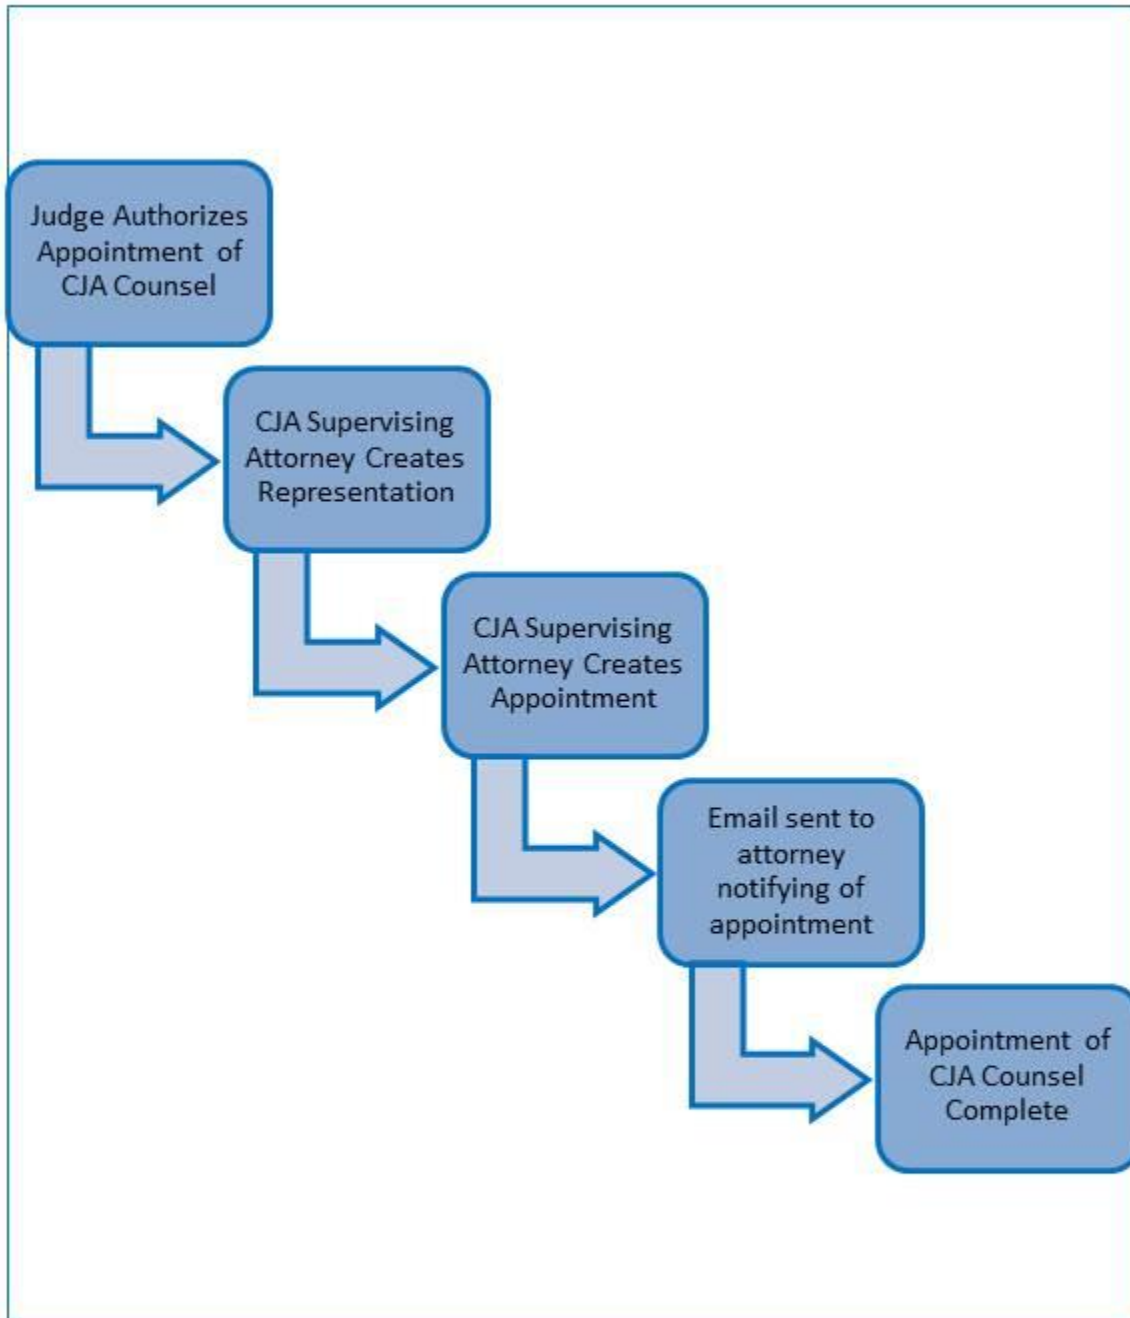 Judge Authorizes
Appointment of
CJA Counsel
CJA Supervising
Attorney Creates
Representation
CJA Supervising
Attorney Creates
Appointment
Email sent to
attorney
notifying of
appointment
Appointment of
CJA Counsel
Complete